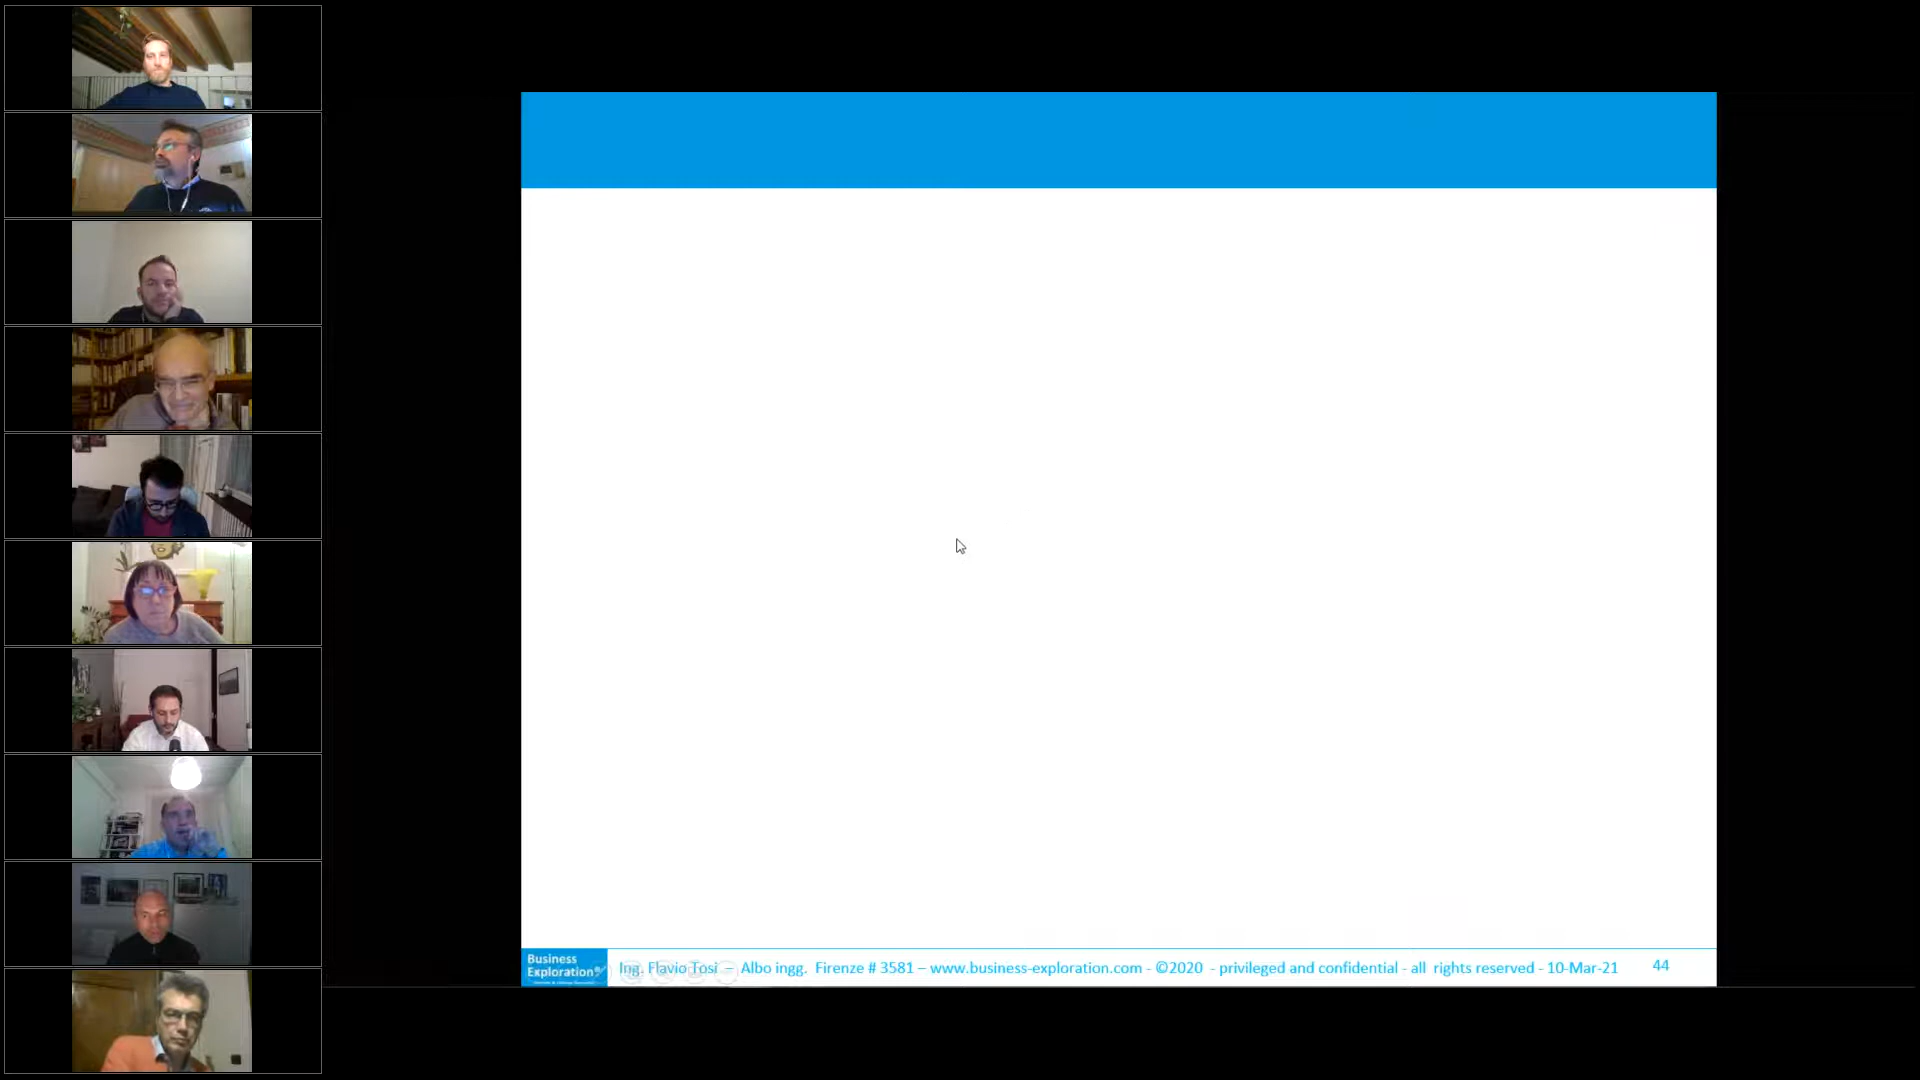 Business
Exploration®
Ing. Flavio Tosi – Albo ingg. Firenze # 3581 – www.business-exploration.com - ©2020 - privileged and confidential - all rights reserved - 10-Mar-21
44